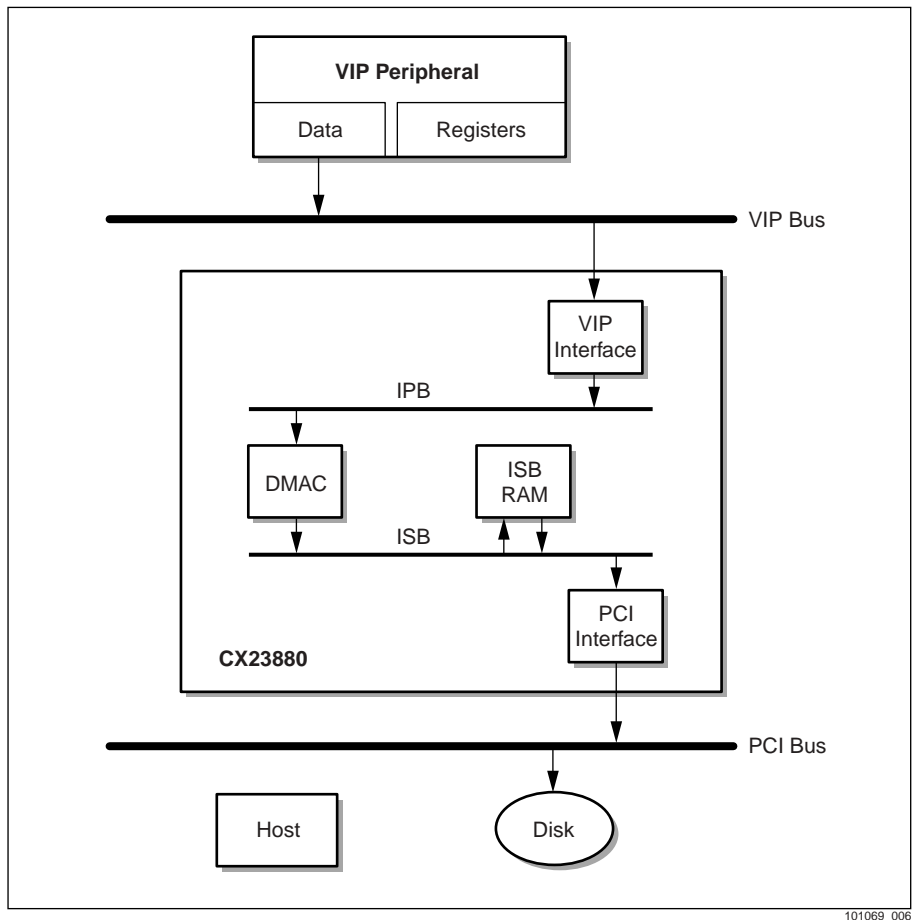 VIP Peripheral
Data
Registers
VIP Bus
VIP
Interface
IPB
DMAC
ISB
RAM
ISB
PCI
Interface
CX23880
PCI Bus
Host
Disk
101069_006